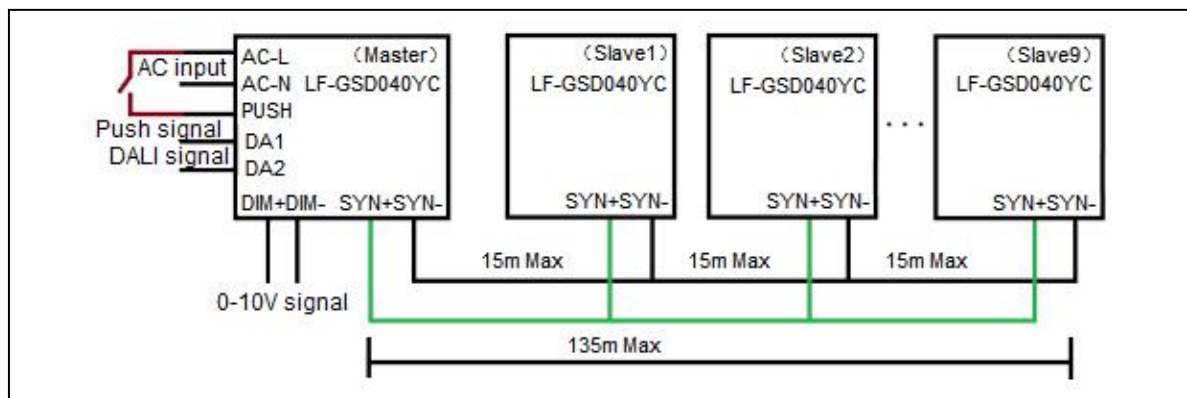 AC-L (Master) (Slave1) (Slave2) (Slave9)
AC input AC-N LF-GSD040YC LF-GSD040YC LF-GSD040YC LF-GSD040YC
PUSH
Push signal DA1 ...
DALI signal DA2
DIM+DIM- SYN+SYN- SYN+SYN- SYN+SYN- SYN+SYN-
15m Max 15m Max 15m Max
0-10V signal
135m Max